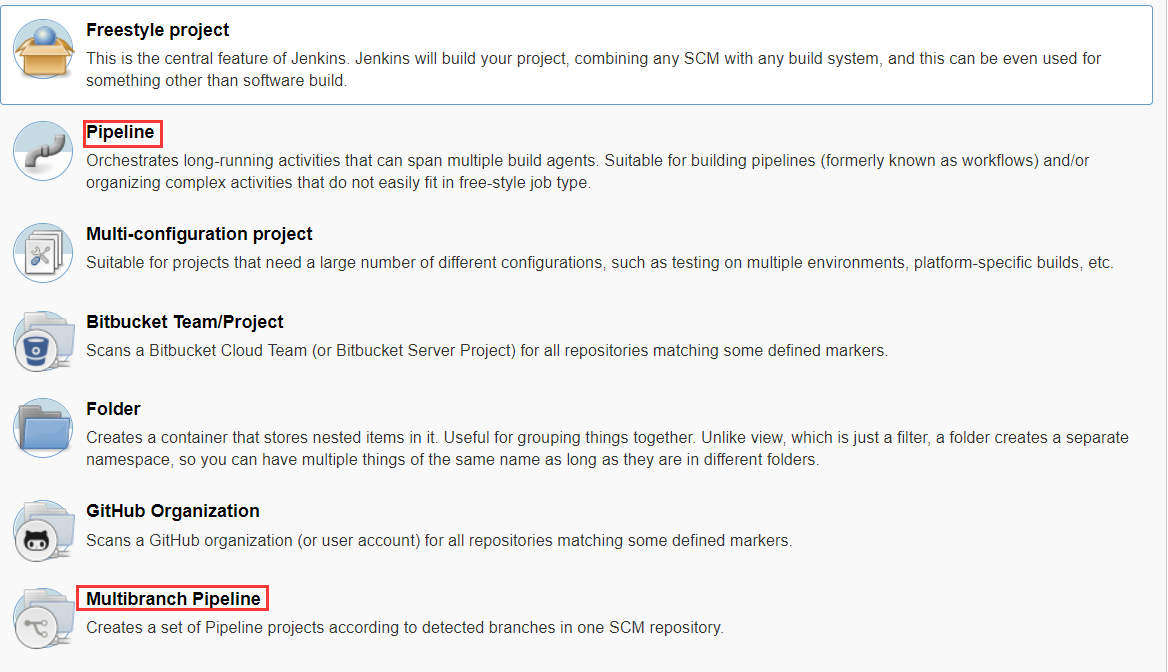 Freestyle project
This is the central feature of Jenkins. Jenkins will build your project, combining any SCM with any build system, and this can be even used for
something other than software build.
Pipeline
Orchestrates long-running activities that can span multiple build agents. Suitable for building pipelines (formerly known as workflows) and/or
organizing complex activities that do not easily fit in free-style job type.
Multi-configuration project
Suitable for projects that need a large number of different configurations, such as testing on multiple environments, platform-specific builds, etc.
Bitbucket Team/Project
Scans a Bitbucket Cloud Team (or Bitbucket Server Project) for all repositories matching some defined markers.
Folder
Creates a container that stores nested items in it. Useful for grouping things together. Unlike view, which is just a filter, a folder creates a separate
namespace, so you can have multiple things of the same name as long as they are in different folders.
GitHub Organization
Scans a GitHub organization (or user account) for all repositories matching some defined markers.
Multibranch Pipeline
Creates a set of Pipeline projects according to detected branches in one SCM repository.